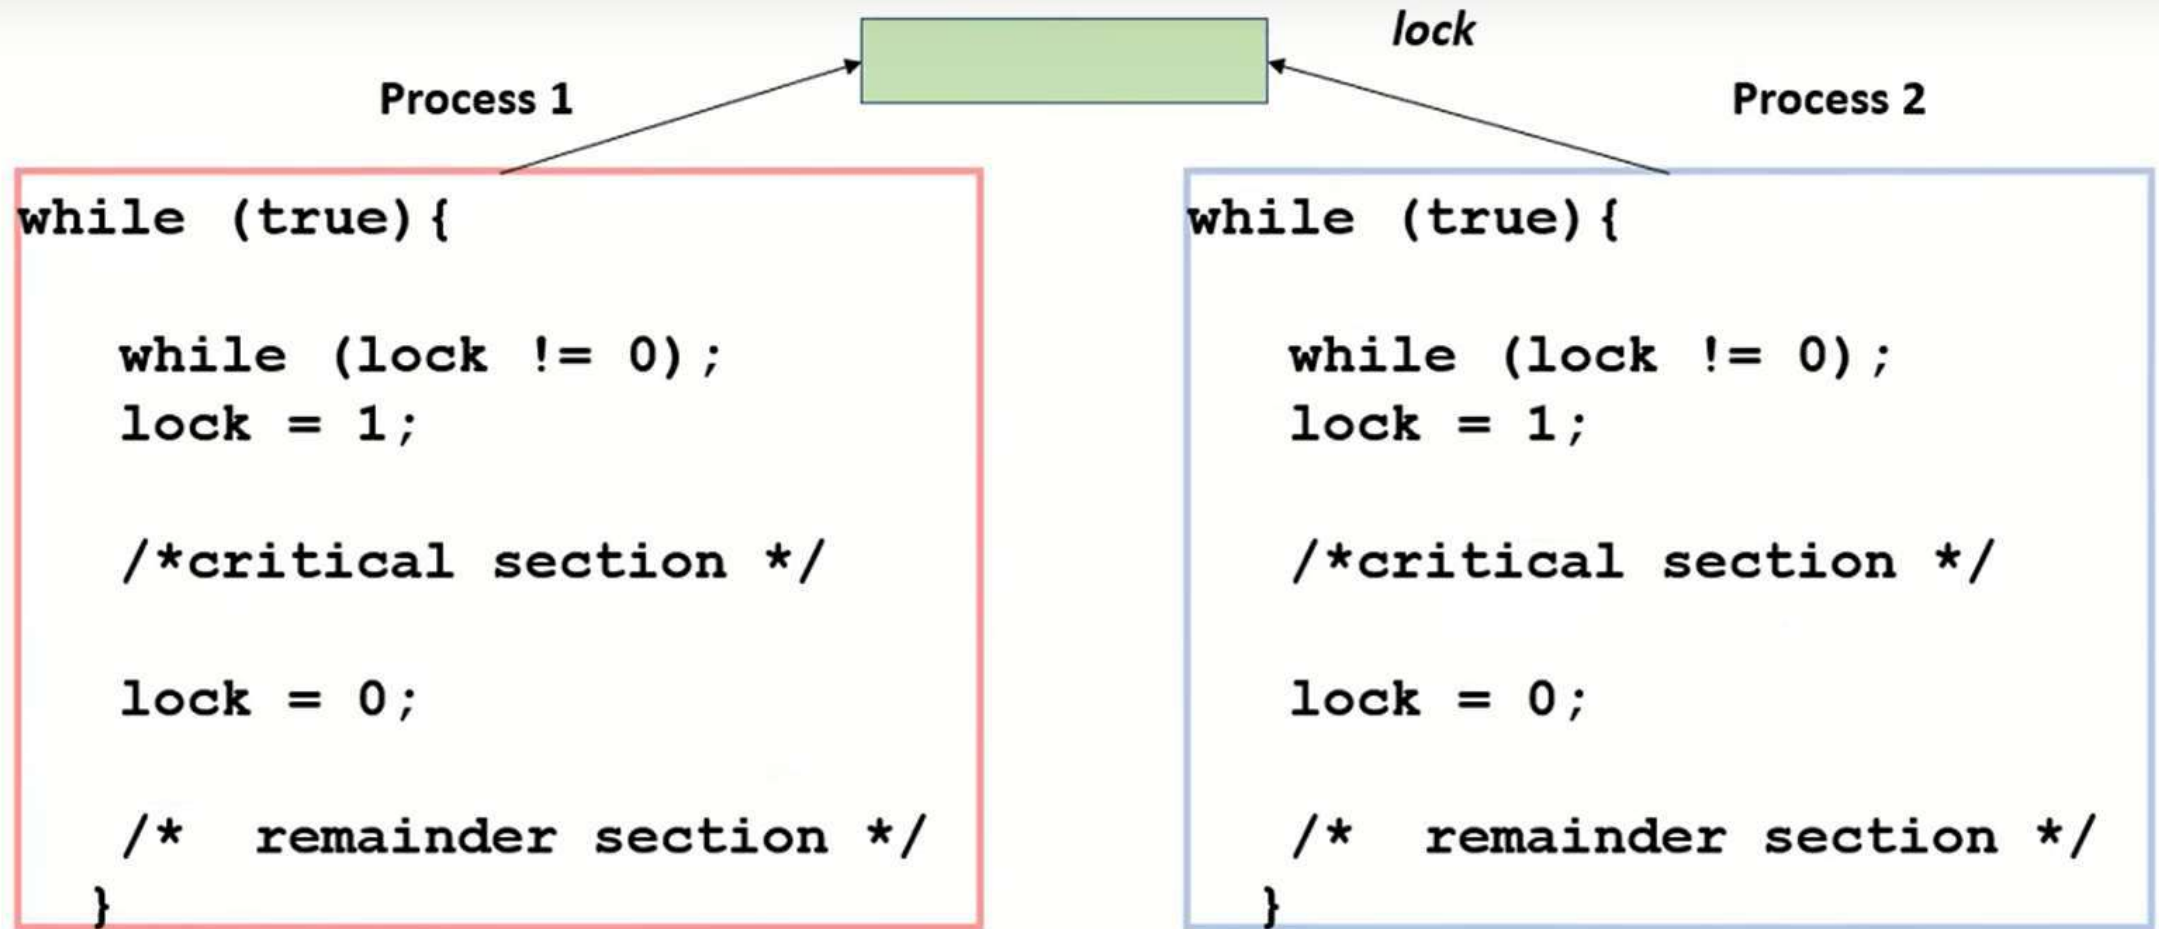 lock
Process 1
Process 2
while (true){
while (lock != 0);
lock = 1;
/*critical section */
lock = 0;
/*  remainder section */
}
while (true){
while (lock != 0);
lock = 1;
/*critical section */
lock = 0;
/*  remainder section */
}